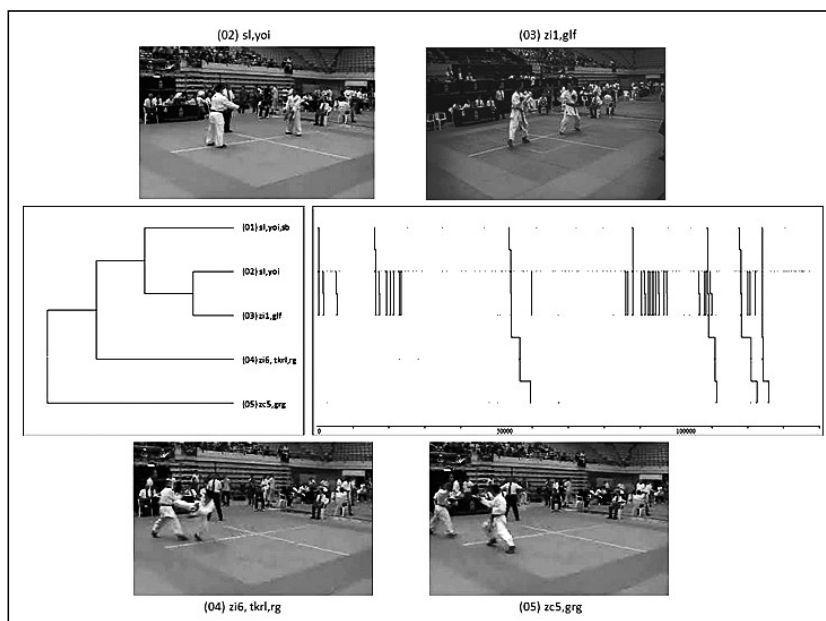 (02) sl,yoi
(03) zi1,glf
(01) sl,yoi,sb
(02) sl,yoi
(03) zi1,glf
(04) zi6, tkrl,rg
(05) zc5,grg
0
50000
100000
(04) zi6, tkrl,rg
(05) zc5,grg